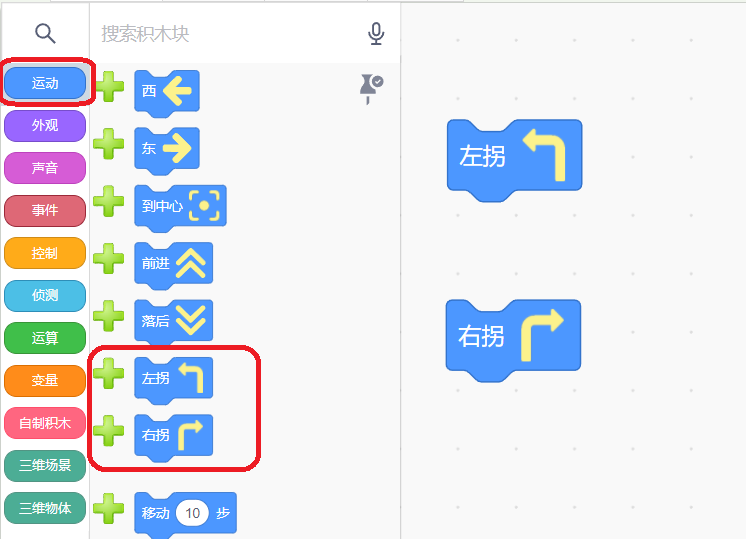 搜索积木块
运动
外观
声音
事件
控制
侦测
运算
变量
自制积木
三维场景
三维物体
西
东
到中心
前进
落后
左拐
右拐
移动 10 步
左拐
右拐